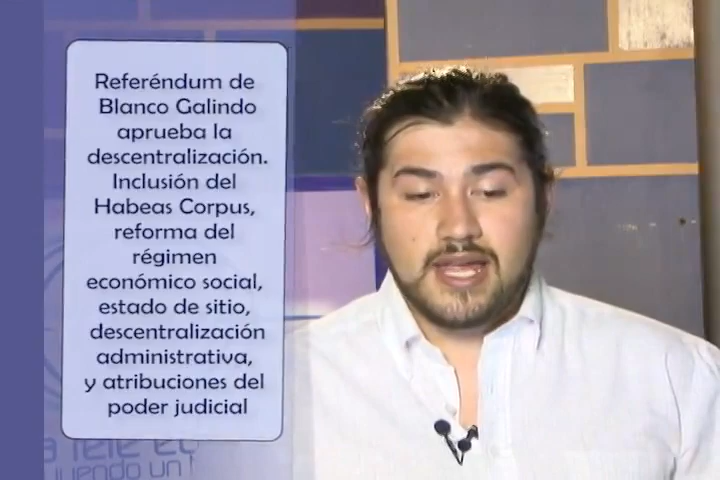 Referéndum de
Blanco Galindo
aprueba la
descentralización.
Inclusión del
Habeas Corpus,
reforma del
régimen
económico social,
estado de sitio,
descentralización
administrativa,
y atribuciones del
poder judicial
un